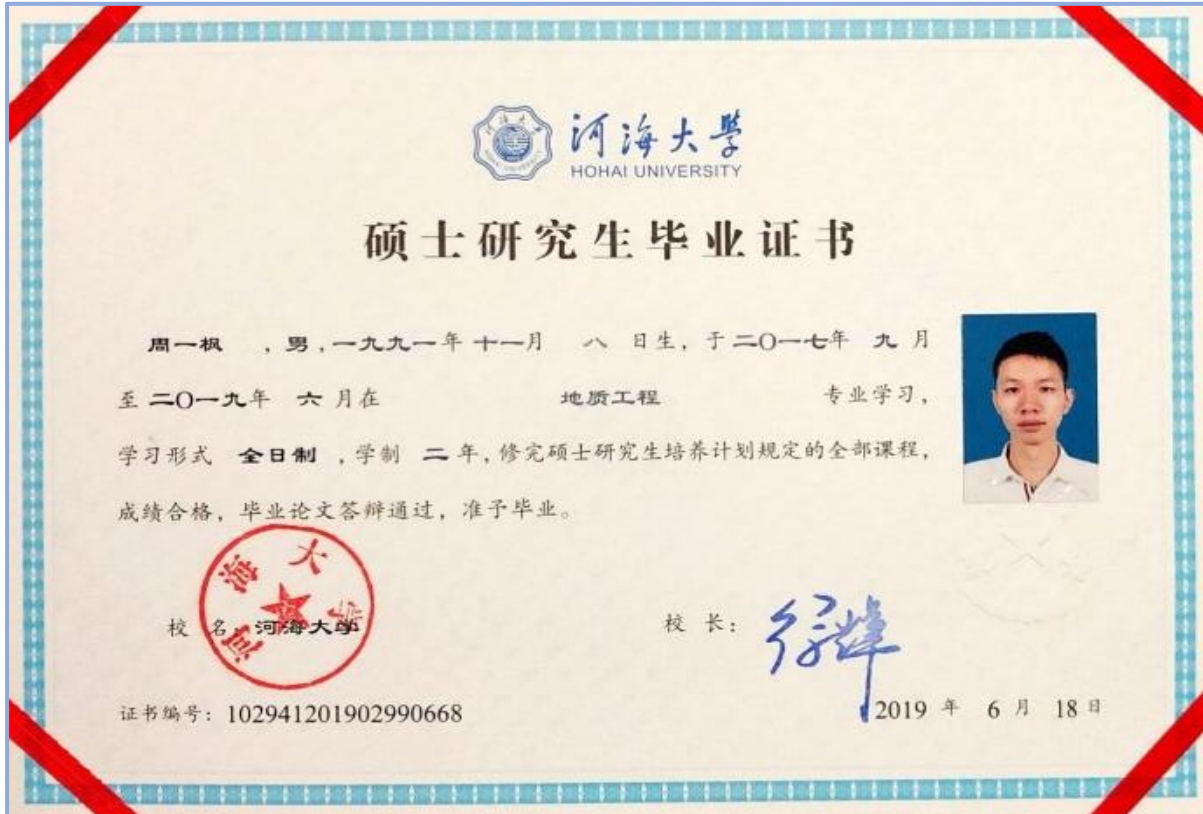 河海大學
HOHAI UNIVERSITY
硕士研究生毕业证书
周一枫 ，男，一九九一年 十一月 八 日生，于 二〇一七年 九 月
至 二〇一九年 六 月在 地质工程 专业学习，
学习形式 全日制 ，学制 二 年，修完硕士研究生培养计划规定的全部课程，
成绩合格，毕业论文答辩通过，准予毕业。
河海大学
校 名：河海大学
校 长：
证书编号：102941201902990668
2019 年 6 月 18 日